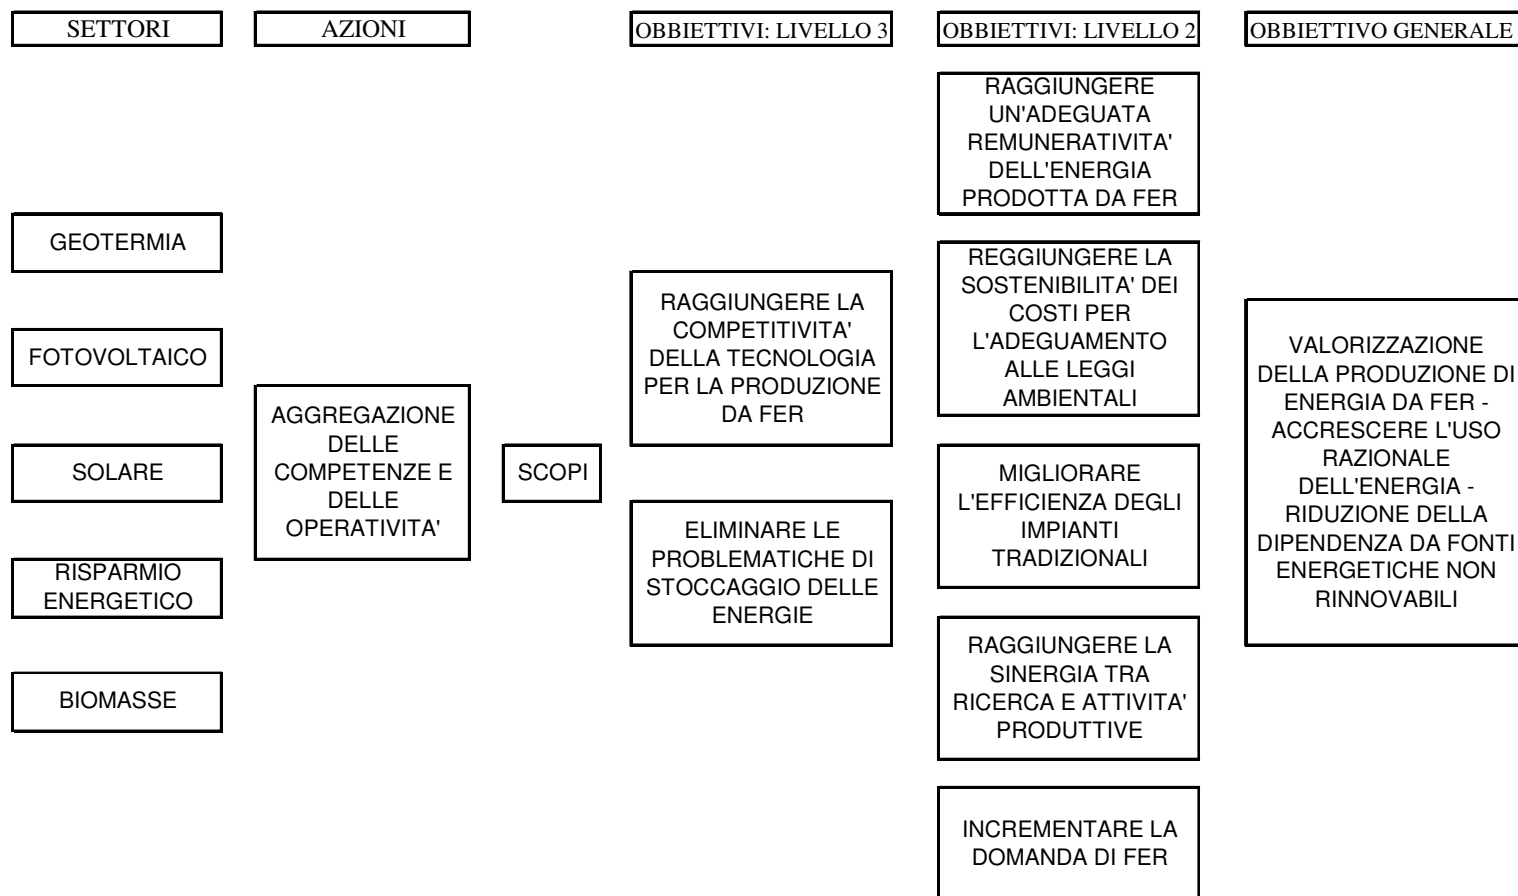 SETTORI
AZIONI
OBBIETTIVI: LIVELLO 3
OBBIETTIVI: LIVELLO 2
OBBIETTIVO GENERALE
GEOTERMIA
FOTOVOLTAICO
SOLARE
RISPARMIO
ENERGETICO
BIOMASSE
AGGREGAZIONE
DELLE
COMPETENZE E
DELLE
OPERATIVITA'
SCOPI
RAGGIUNGERE LA
COMPETITIVITA'
DELLA TECNOLOGIA
PER LA PRODUZIONE
DA FER
ELIMINARE LE
PROBLEMATICHE DI
STOCCAGGIO DELLE
ENERGIE
RAGGIUNGERE
UN'ADEGUATA
REMUNERATIVITA'
DELL'ENERGIA
PRODOTTA DA FER
REGGIUNGERE LA
SOSTENIBILITA' DEI
COSTI PER
L'ADEGUAMENTO
ALLE LEGGI
AMBIENTALI
MIGLIORARE
L'EFFICIENZA DEGLI
IMPIANTI
TRADIZIONALI
RAGGIUNGERE LA
SINERGIA TRA
RICERCA E ATTIVITA'
PRODUTTIVE
INCREMENTARE LA
DOMANDA DI FER
VALORIZZAZIONE
DELLA PRODUZIONE DI
ENERGIA DA FER -
ACCRESCERE L'USO
RAZIONALE
DELL'ENERGIA -
RIDUZIONE DELLA
DIPENDENZA DA FONTI
ENERGETICHE NON
RINNOVABILI